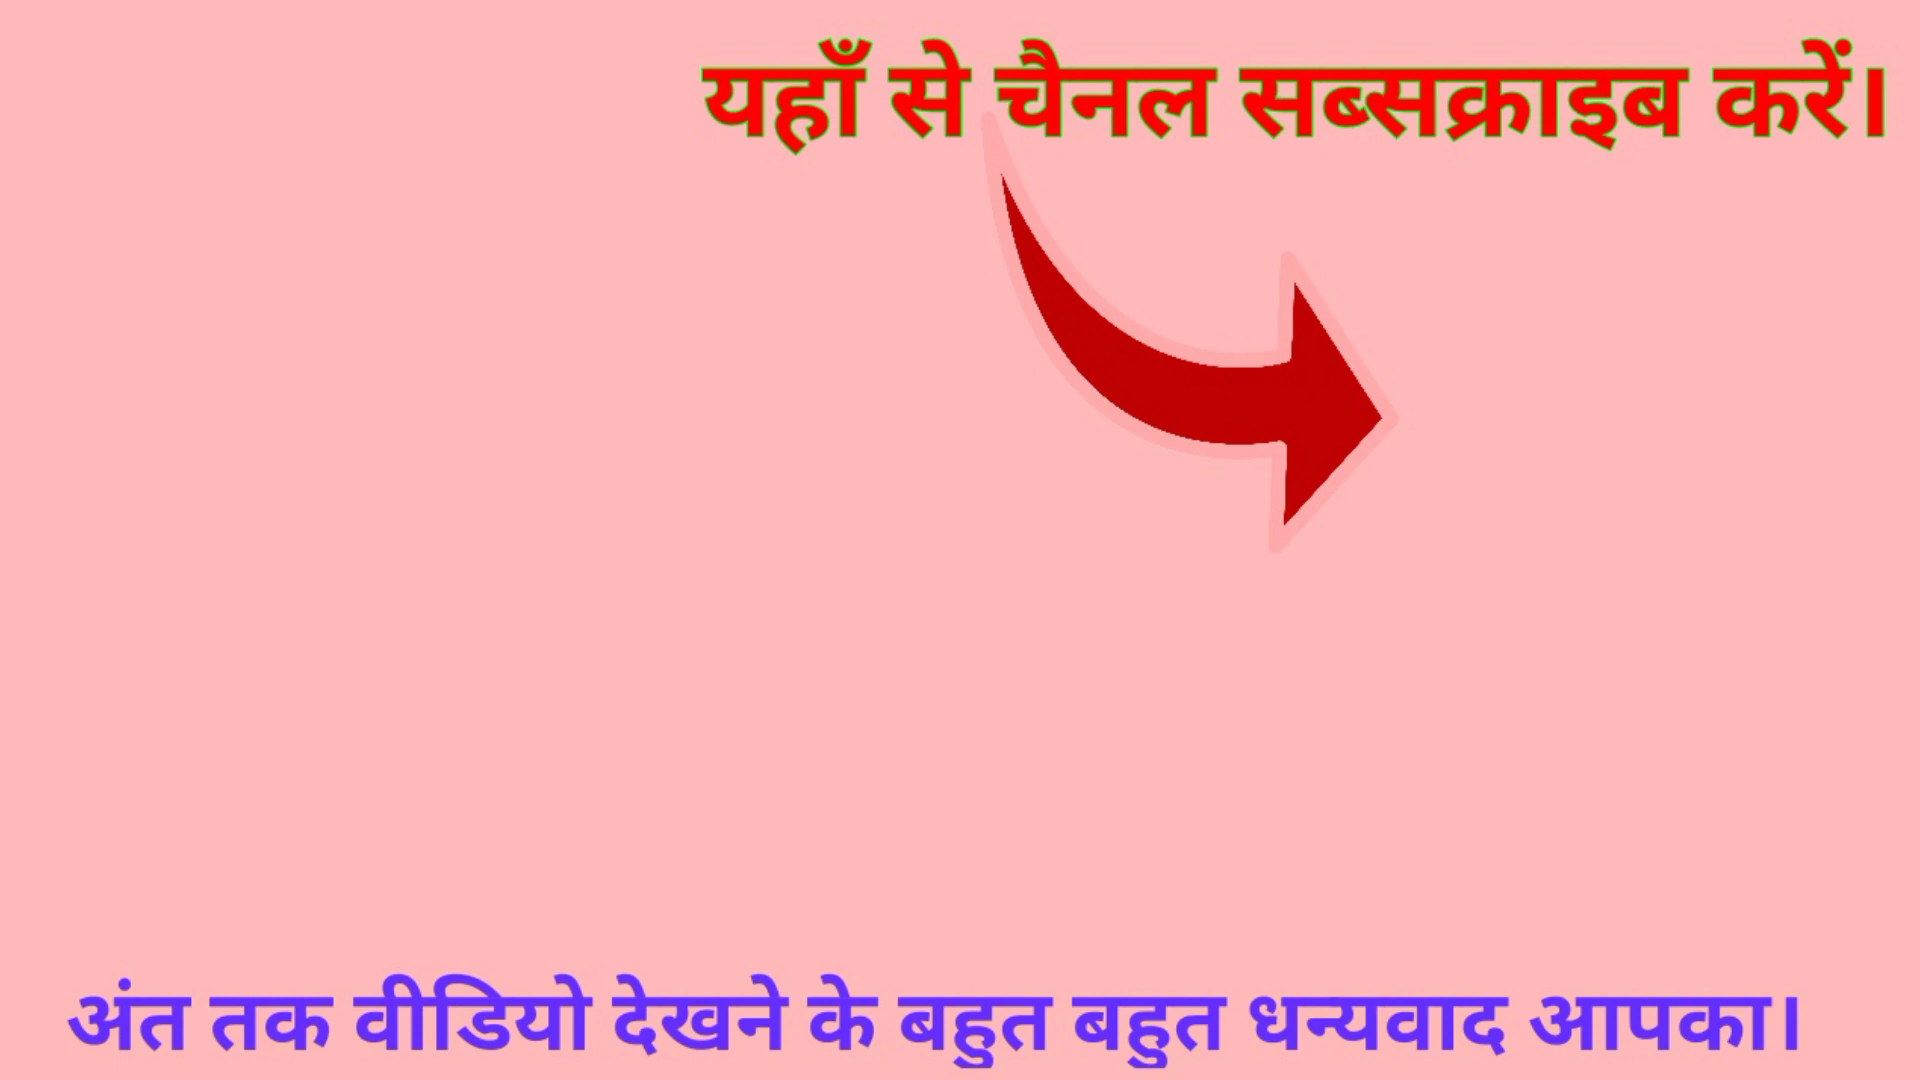 यहाँ से चैनल सब्सक्राइब करें।
अंत तक वीडियो देखने के बहुत बहुत धन्यवाद आपका।